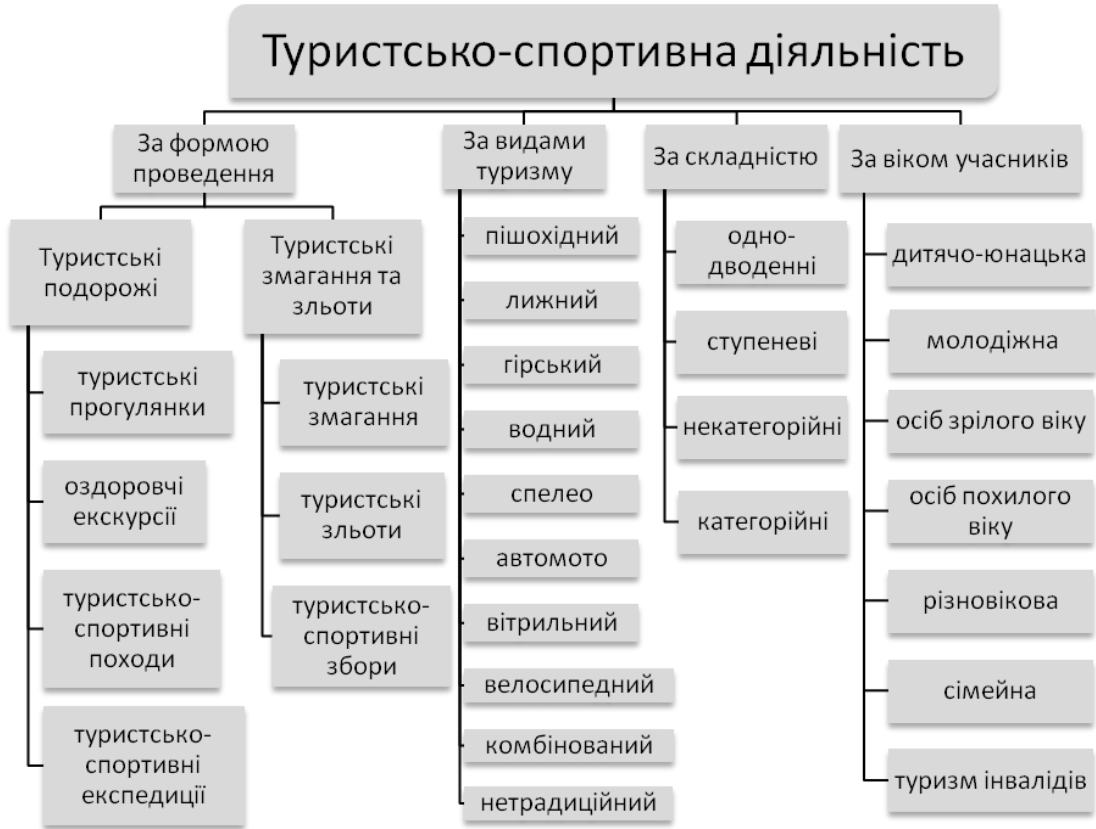 Туристсько-спортивна діяльність
За формою
проведення
Туристські
подорожі
туристські
прогулянки
оздоровчі
екскурсії
туристсько-
спортивні
походи
туристсько-
спортивні
експедиції
Туристські
змагання та
зльоти
туристські
змагання
туристські
зльоти
туристсько-
спортивні
збори
За видами
туризму
пішохідний
лижний
гірський
водний
спелео
автомото
вітрильний
велосипедний
комбінований
нетрадиційний
За складністю
одно-
дводенні
ступеневі
некатегорійні
категорійні
За віком учасників
дитячо-юнацька
молодіжна
осіб зрілого віку
осіб похилого
віку
різновікова
сімейна
туризм інвалідів